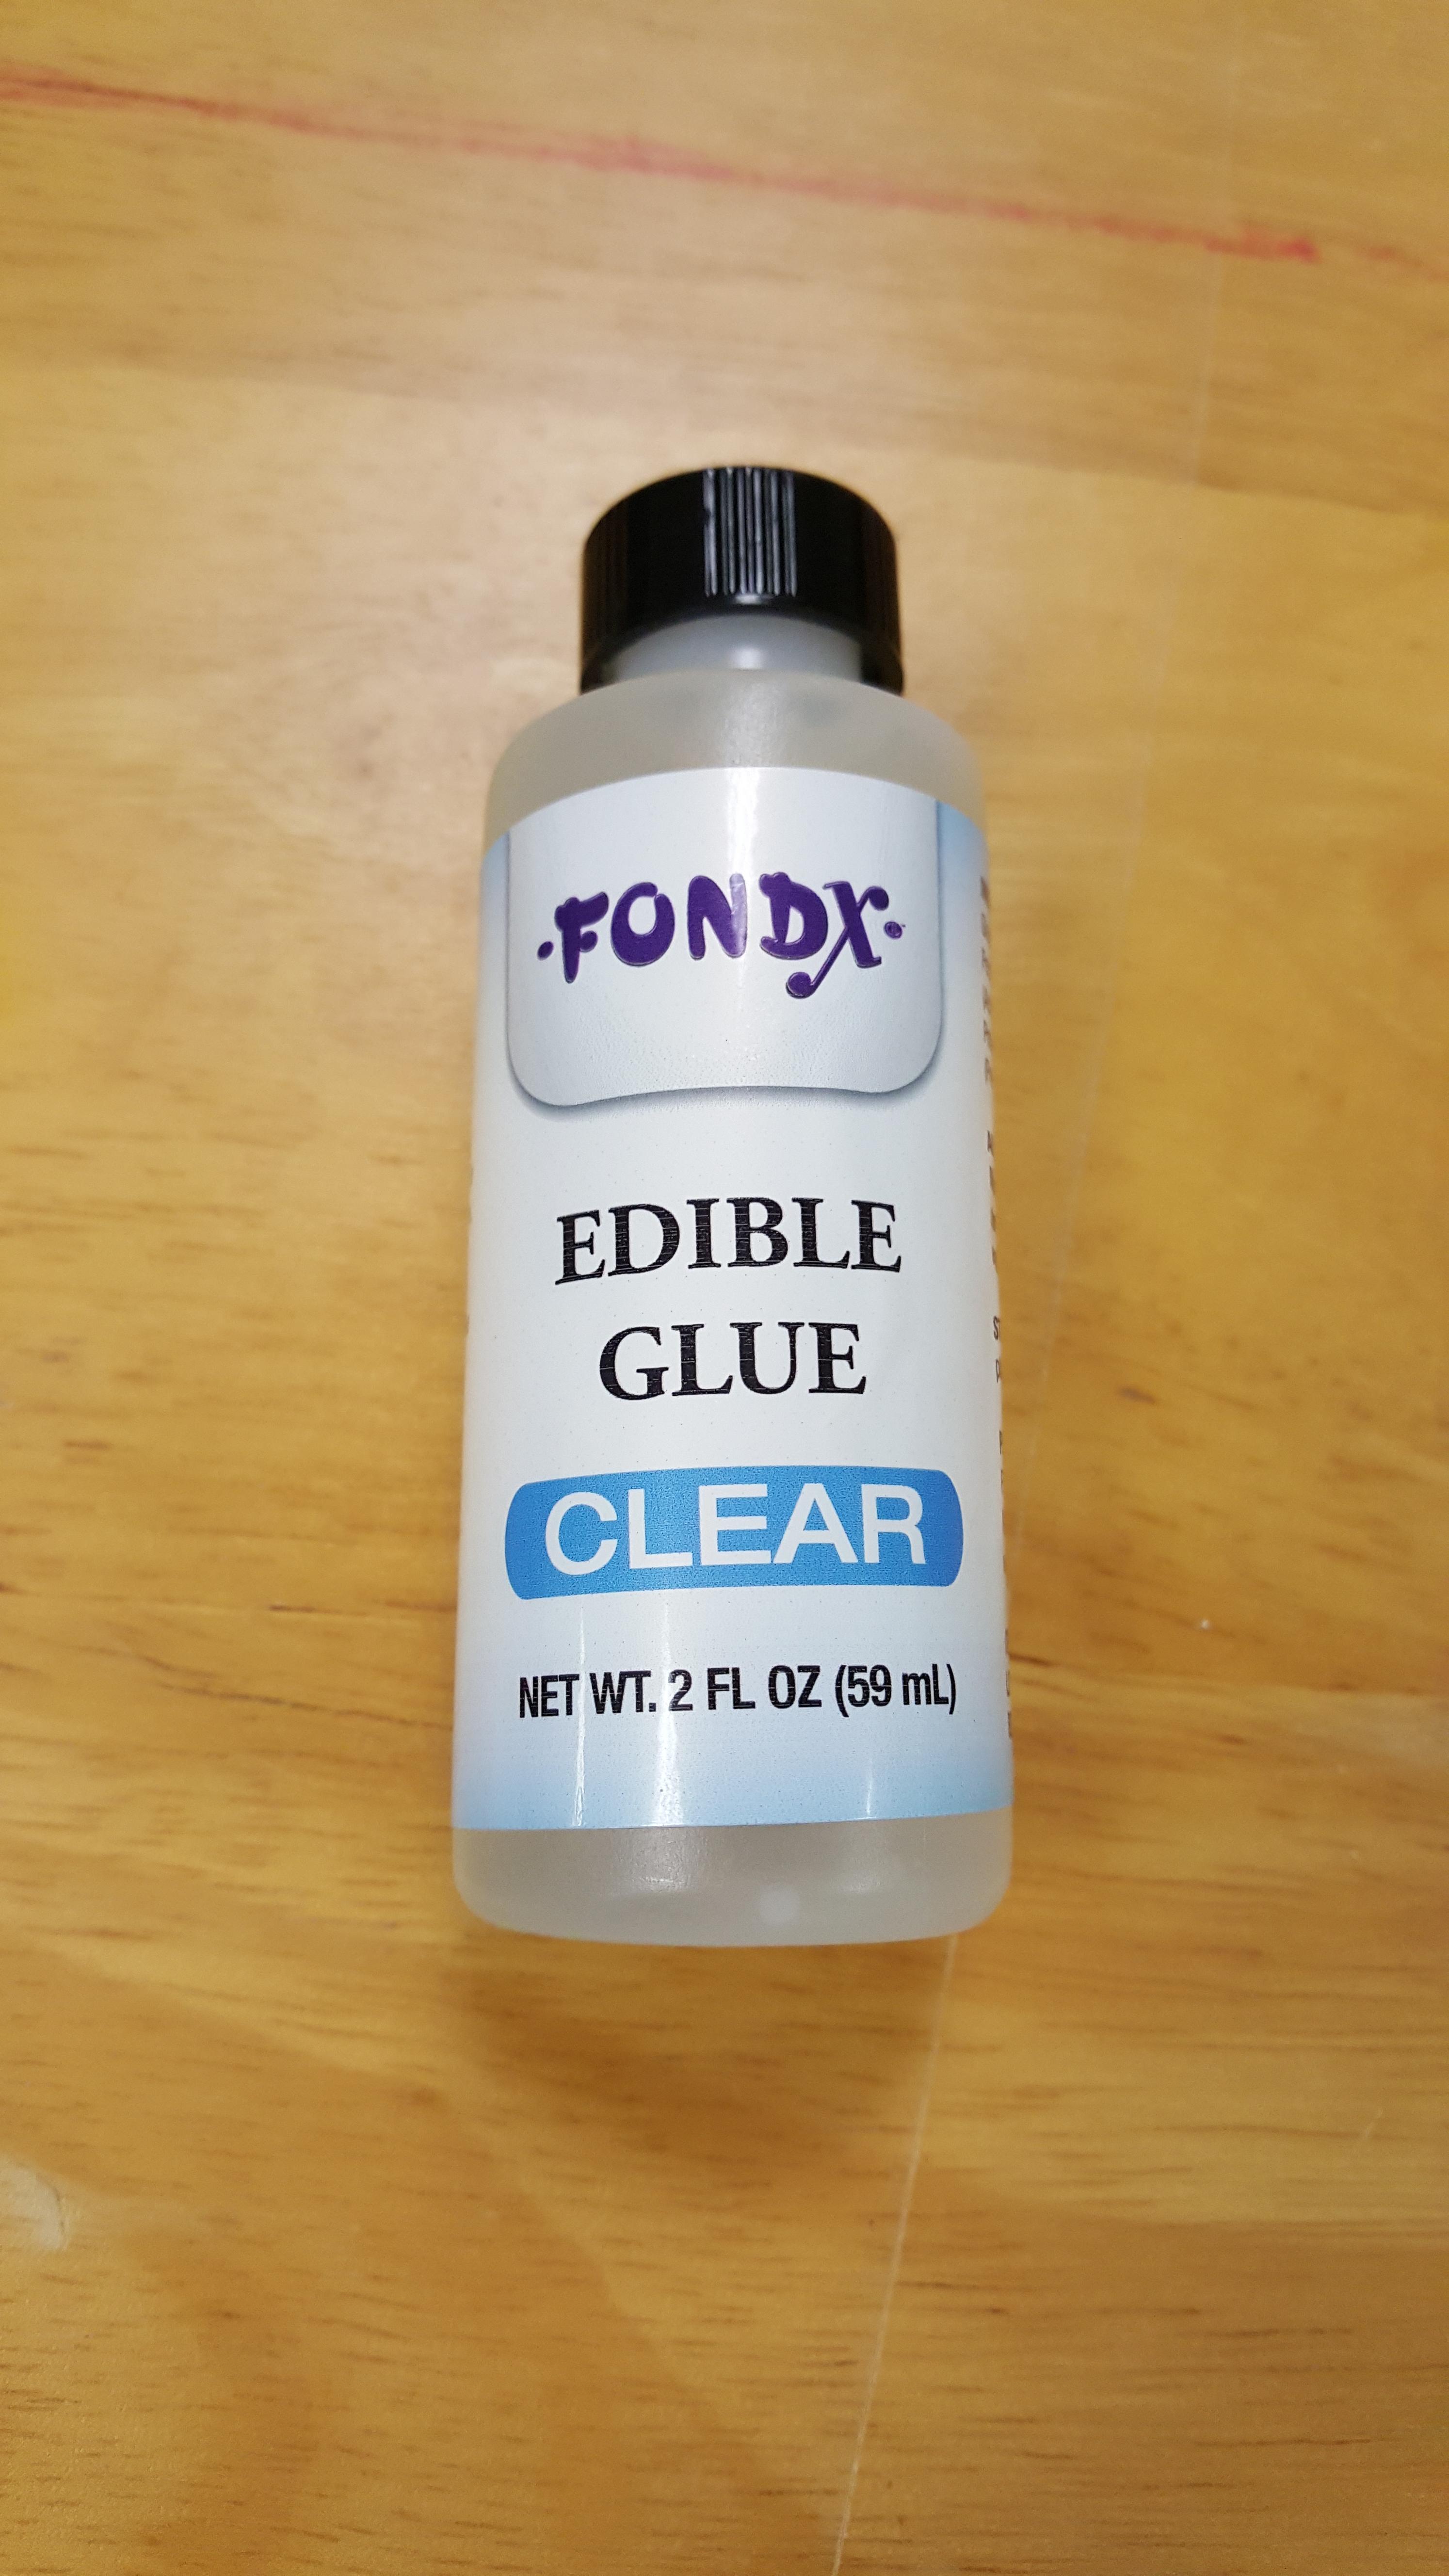 ·FONDX·
EDIBLE
GLUE
CLEAR
NET WT. 2 FL OZ (59 mL)